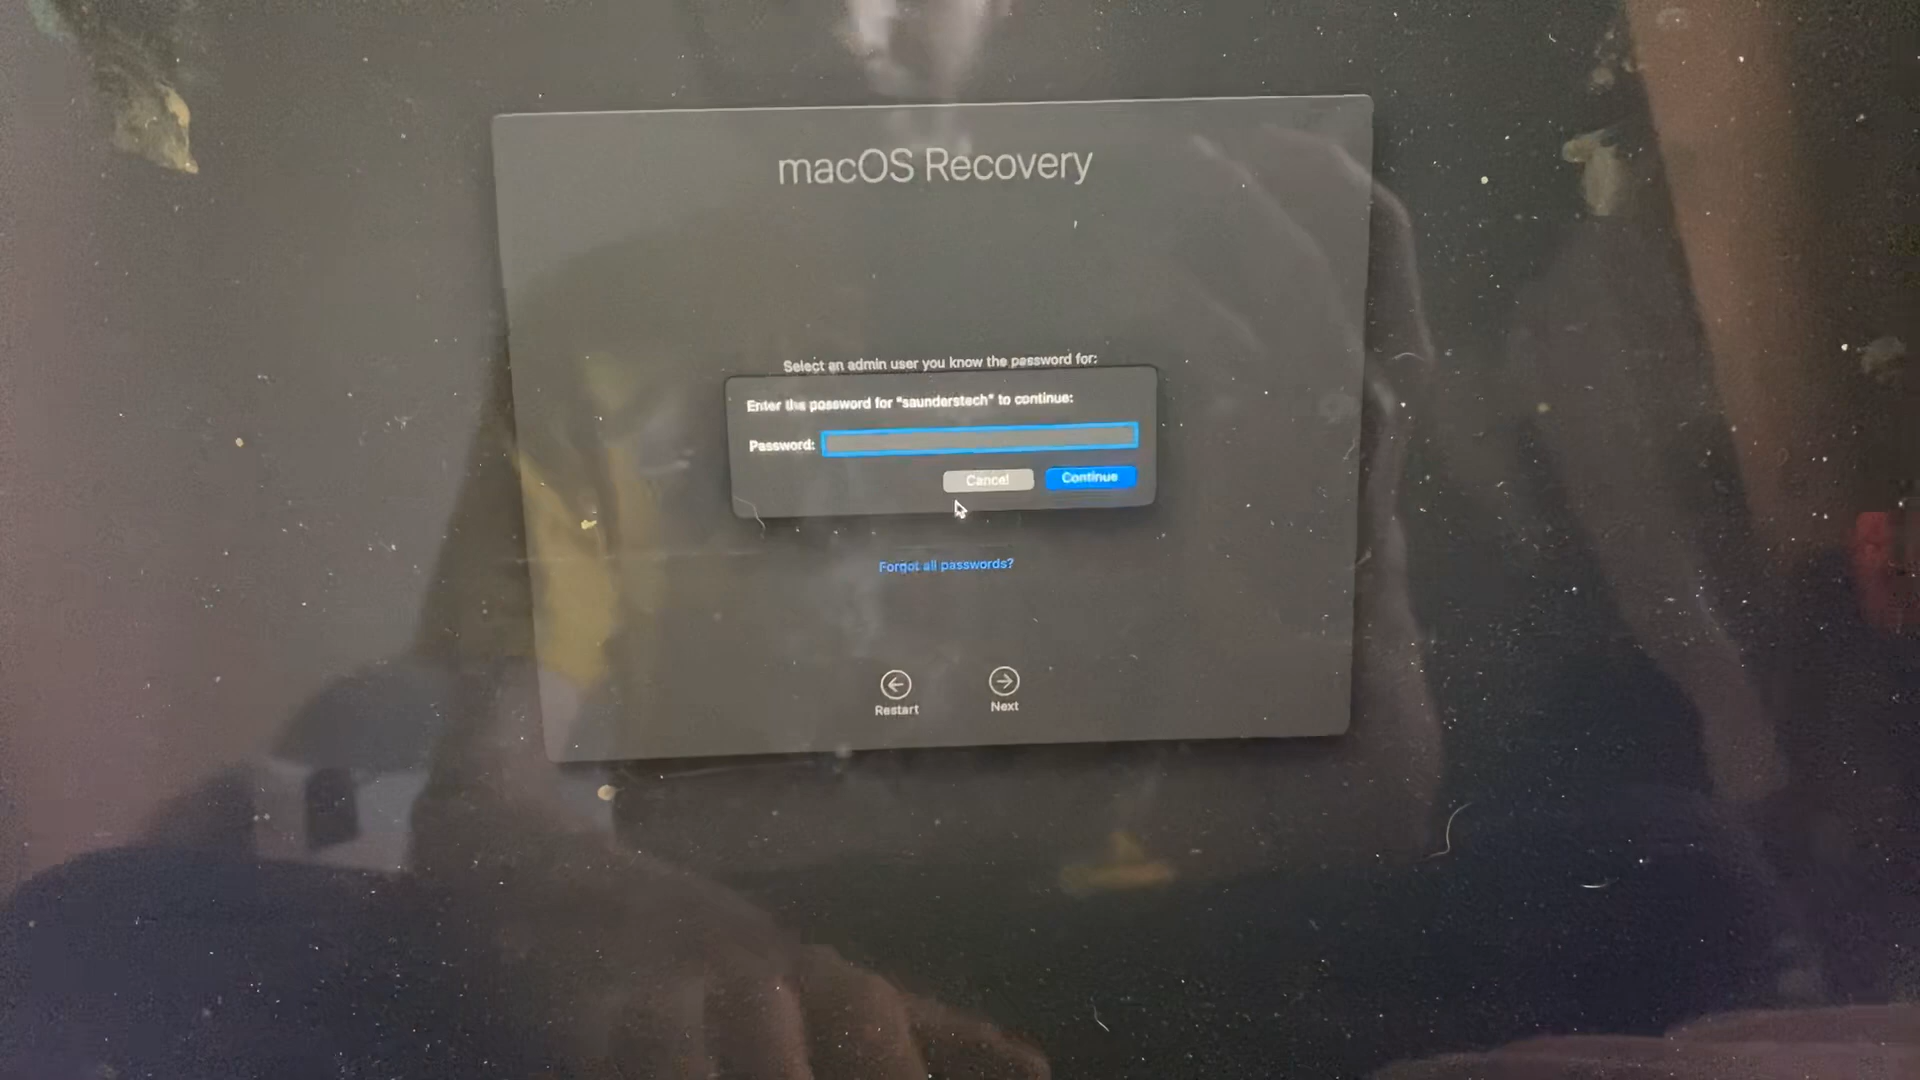 macOS Recovery
Select an admin user you know the password for:
Enter the password for "saunderstech" to continue:
Password:
Cancel
Continue
Forgot all passwords?
Restart
Next